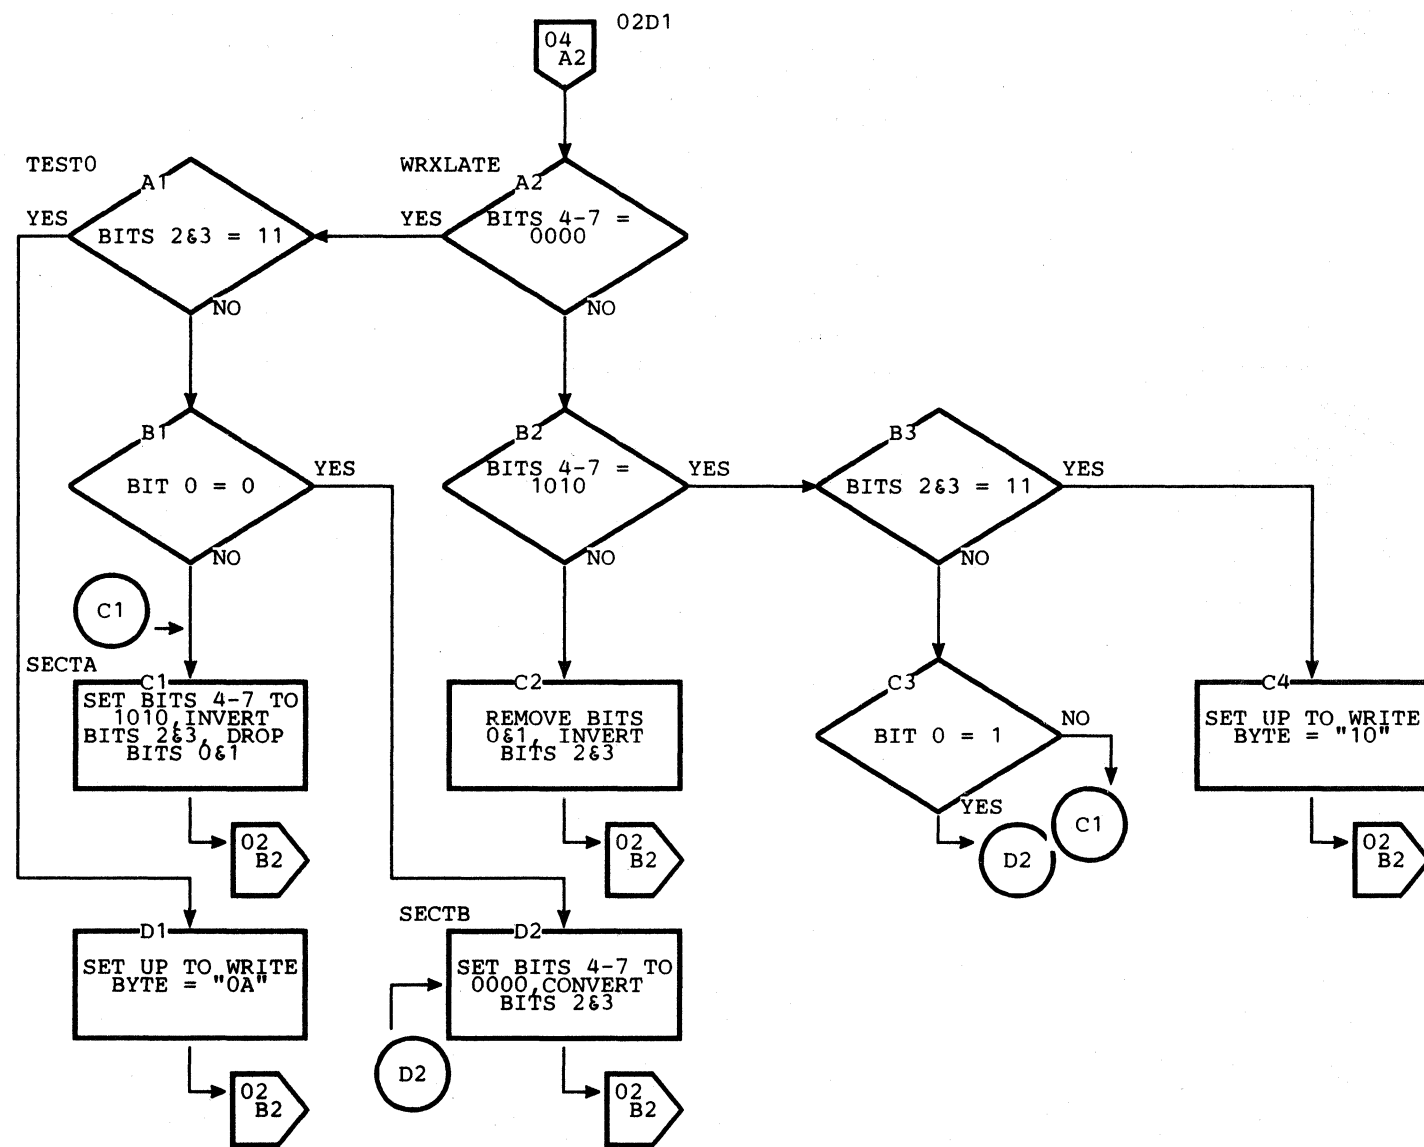 02D1
04
A2
TEST0
WRXLATE
A1
A2
YES
BITS 2&3 = 11
YES
BITS 4-7 =
0000
NO
NO
B1
B2
B3
BIT 0 = 0
YES
BITS 4-7 =
1010
YES
BITS 2&3 = 11
YES
NO
NO
NO
C1
SECTA
C1
SET BITS 4-7 TO
1010,INVERT
BITS 2&3, DROP
BITS 0&1
C2
REMOVE BITS
0&1, INVERT
BITS 2&3
C3
BIT 0 = 1
NO
YES
C4
SET UP TO WRITE
BYTE = "10"
02
B2
02
B2
D2
C1
02
B2
SECTB
D1
SET UP TO WRITE
BYTE = "0A"
D2
SET BITS 4-7 TO
0000,CONVERT
BITS 2&3
D2
02
B2
02
B2